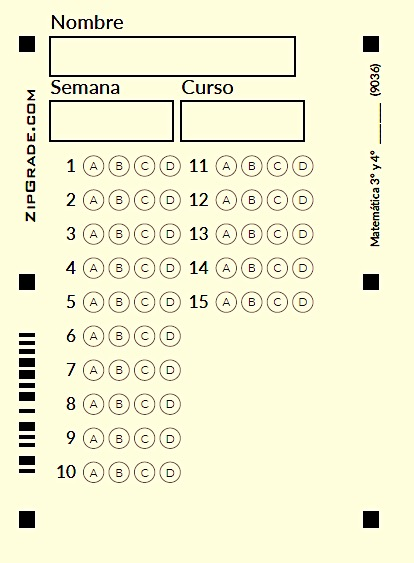 Nombre
Semana Curso
ZipGrade.com
Matemática 3° y 4° ______ (9036)
1 A B C D 11 A B C D
2 A B C D 12 A B C D
3 A B C D 13 A B C D
4 A B C D 14 A B C D
5 A B C D 15 A B C D
6 A B C D
7 A B C D
8 A B C D
9 A B C D
10 A B C D